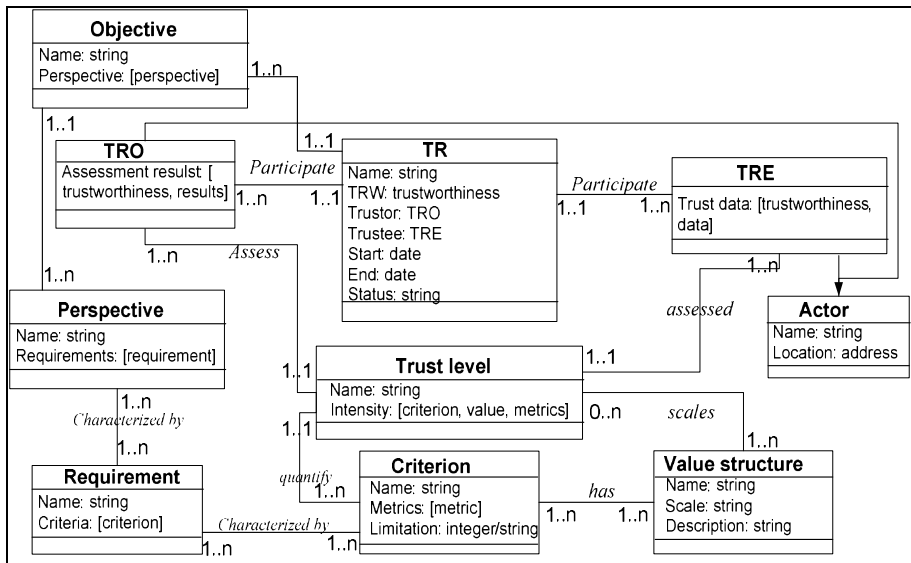 Objective
Name: string
Perspective: [perspective]
1..n
1..1
1..1
TRO
Assessment resulst: [
trustworthiness, results]
Participate
1..n
1..1
TR
Name: string
TRW: trustworthiness
Trustor: TRO
Trustee: TRE
Start: date
End: date
Status: string
Participate
1..1
1..n
TRE
Trust data: [trustworthiness,
data]
1..n
Assess
1..n
1..n
assessed
Perspective
Name: string
Requirements: [requirement]
Actor
Name: string
Location: address
1..1
1..1
Trust level
Name: string
Intensity: [criterion, value, metrics]
1..n
Characterized by
1..n
1..1
0..n
scales
1..n
Requirement
Name: string
Criteria: [criterion]
quantify
1..n
Criterion
Name: string
Metrics: [metric]
Limitation: integer/string
has
1..n
1..n
Value structure
Name: string
Scale: string
Description: string
Characterized by
1..n
1..n